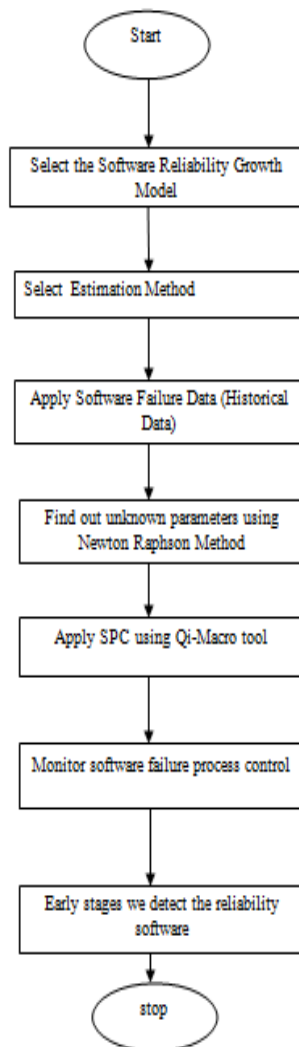 Start
Select the Software Reliability Growth
Model
Select Estimation Method
Apply Software Failure Data (Historical
Data)
Find out unknown parameters using
Newton Raphson Method
Apply SPC using Qi-Macro tool
Monitor software failure process control
Early stages we detect the reliability
software
stop